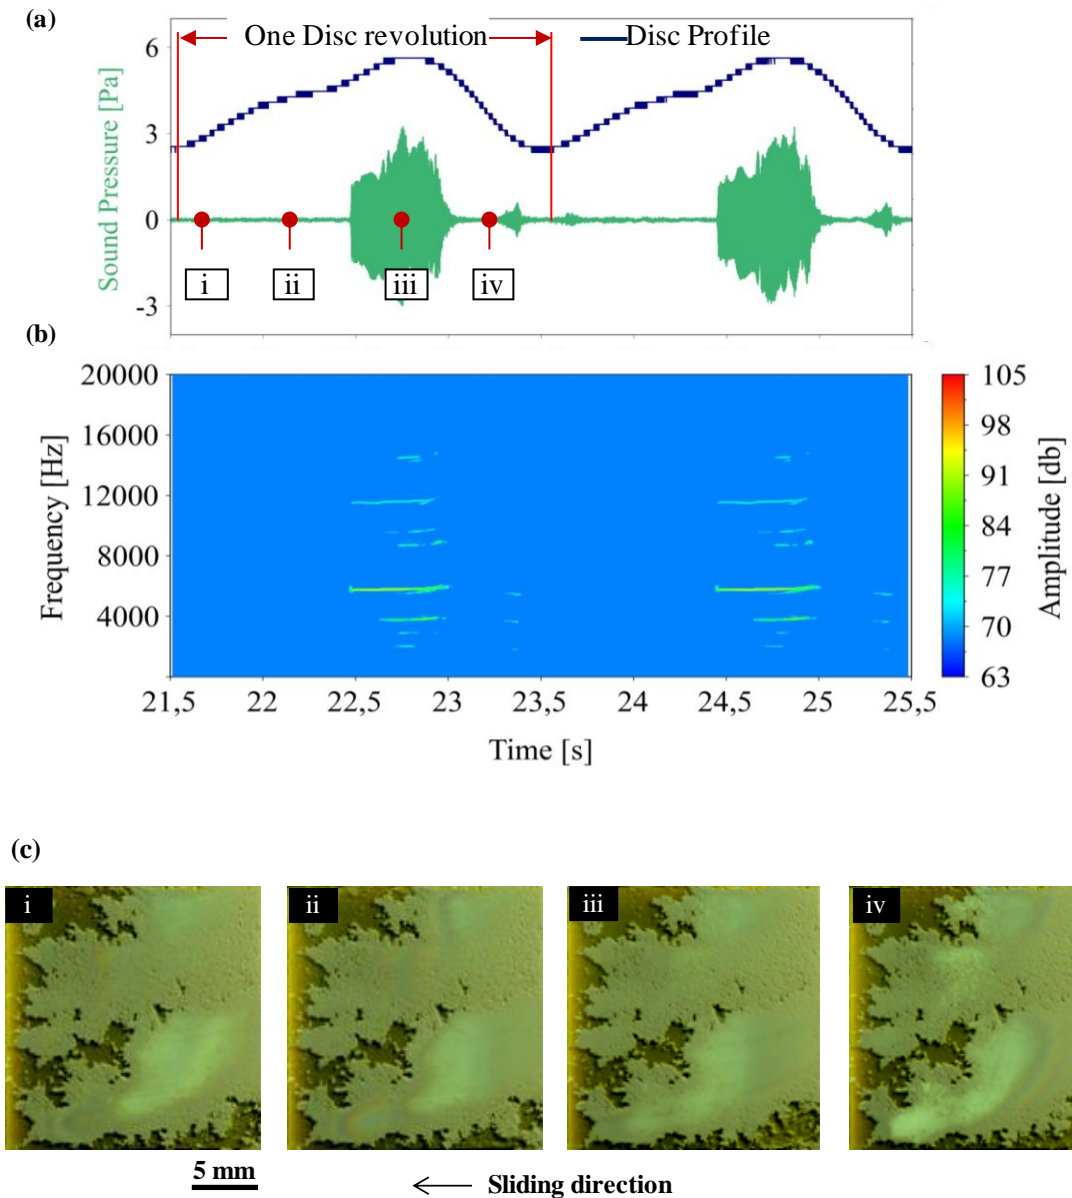 (a)
One Disc revolution
Disc Profile
6
3
0
-3
Sound Pressure [Pa]
i
ii
iii
iv
(b)
20000
16000
12000
8000
4000
Frequency [Hz]
21,5
22
22,5
23
23,5
24
24,5
25
25,5
Time [s]
105
98
91
84
77
70
63
Amplitude [db]
(c)
i
ii
iii
iv
5 mm
Sliding direction